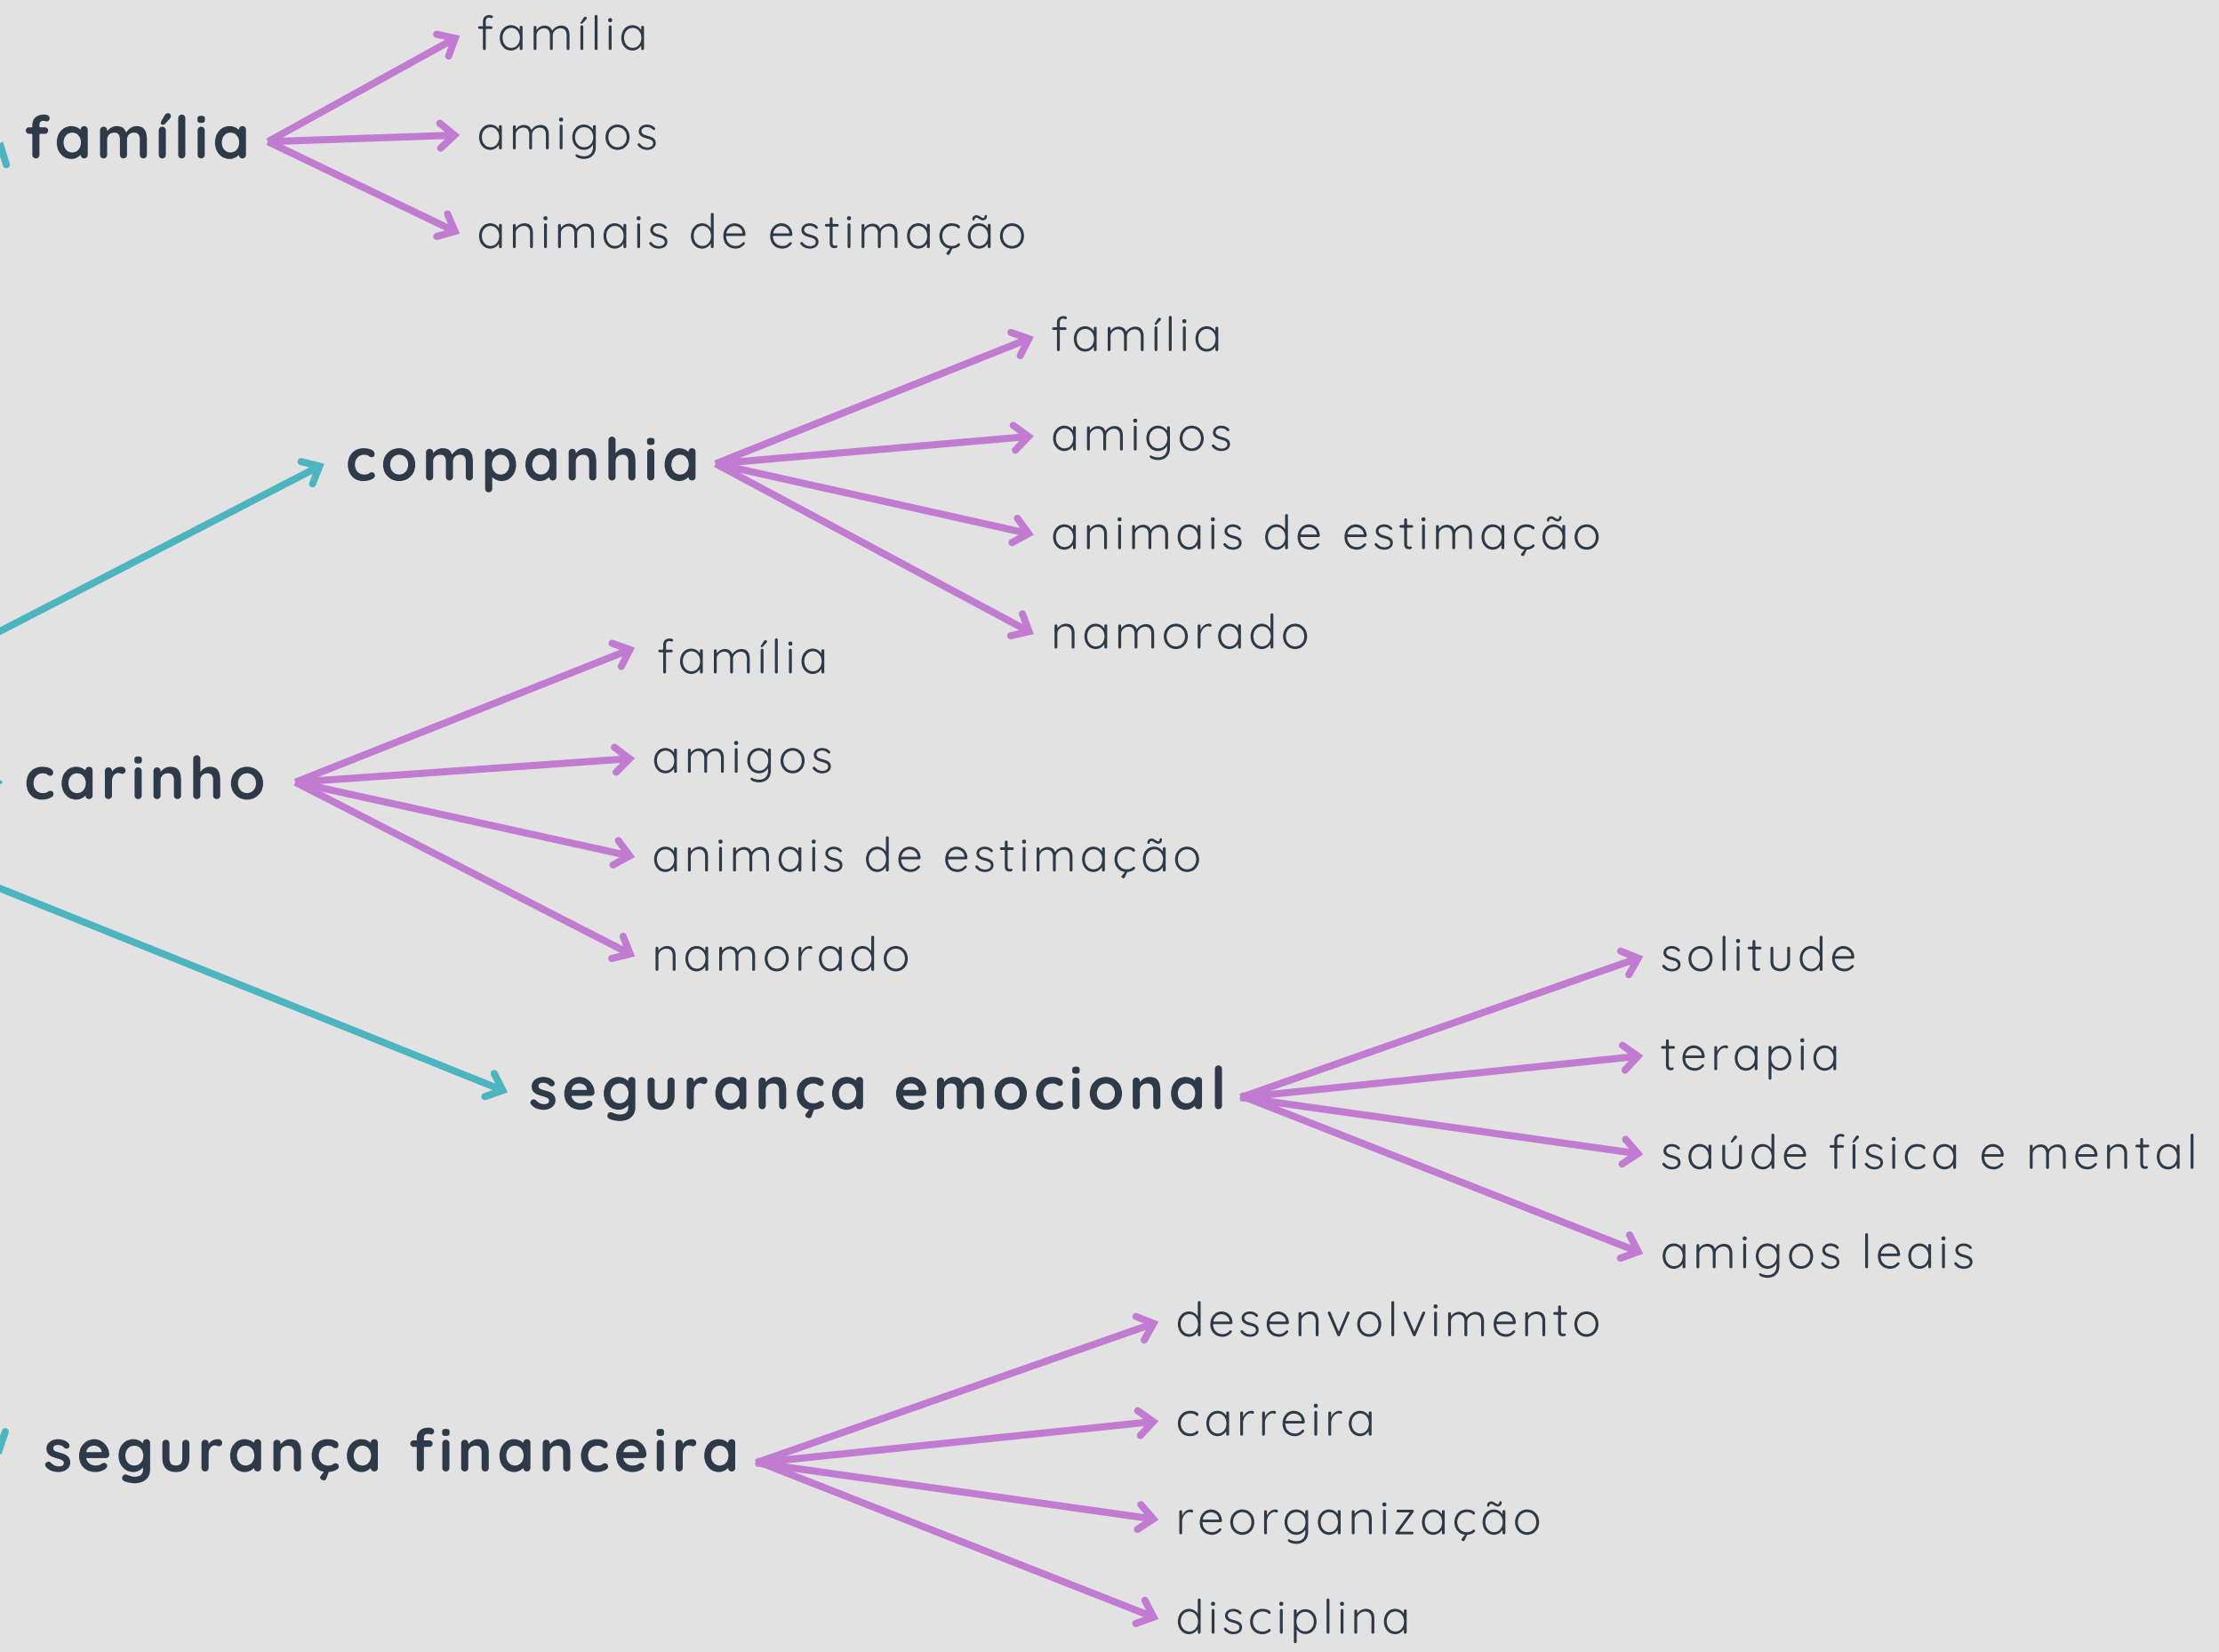 família
família
amigos
animais de estimação
companhia
família
amigos
animais de estimação
namorado
carinho
família
amigos
animais de estimação
namorado
segurança emocional
solitude
terapia
saúde física e mental
amigos leais
segurança financeira
desenvolvimento
carreira
reorganização
disciplina